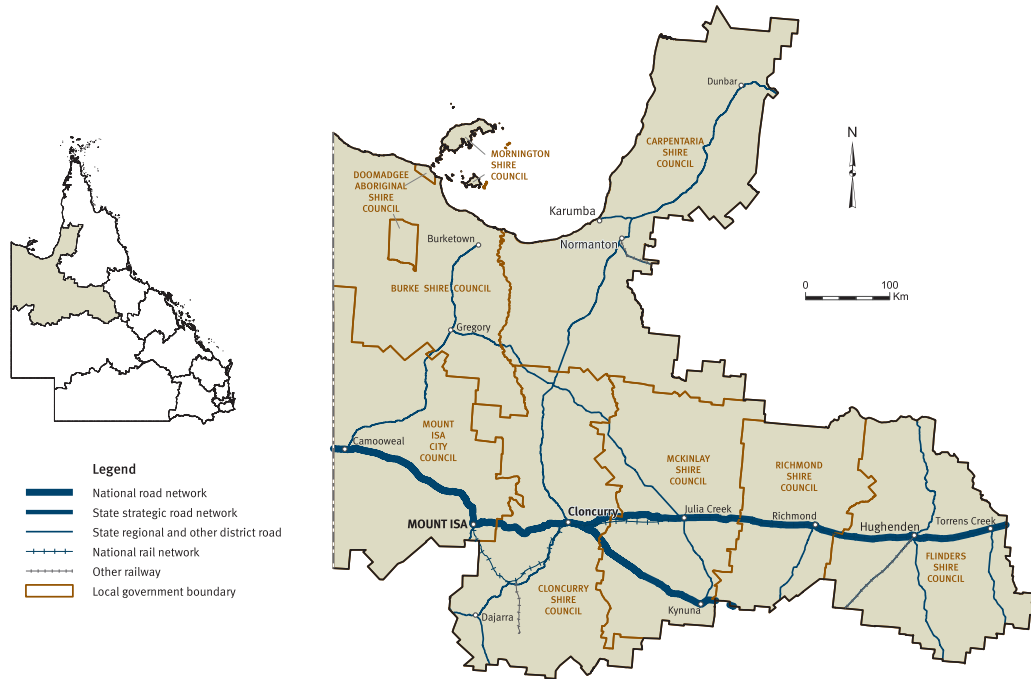 Dunbar
N
CARPENTARIA
SHIRE
COUNCIL
MORNINGTON
SHIRE
COUNCIL
DOOMADGEE
ABORIGINAL
SHIRE
COUNCIL
Karumba
Burketown
Normanton
BURKE SHIRE COUNCIL
0
100
Km
Gregory
MOUNT
ISA
CITY
COUNCIL
Camooweal
MCKINLAY
SHIRE
COUNCIL
RICHMOND
SHIRE
COUNCIL
MOUNT ISA
Cloncurry
Julia Creek
Richmond
Hughenden
Torrens Creek
FLINDERS
SHIRE
COUNCIL
CLONCURRY
SHIRE
COUNCIL
Kynuna
Dajarra
Legend
National road network
State strategic road network
State regional and other district road
National rail network
Other railway
Local government boundary